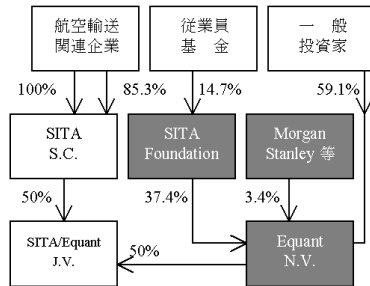 航空輸送
関連企業
従業員
基　金
一　般
投資家
100%
85.3%
14.7%
59.1%
SITA
S.C.
SITA
Foundation
Morgan
Stanley 等
50%
37.4%
3.4%
SITA/Equant
J.V.
50%
Equant
N.V.